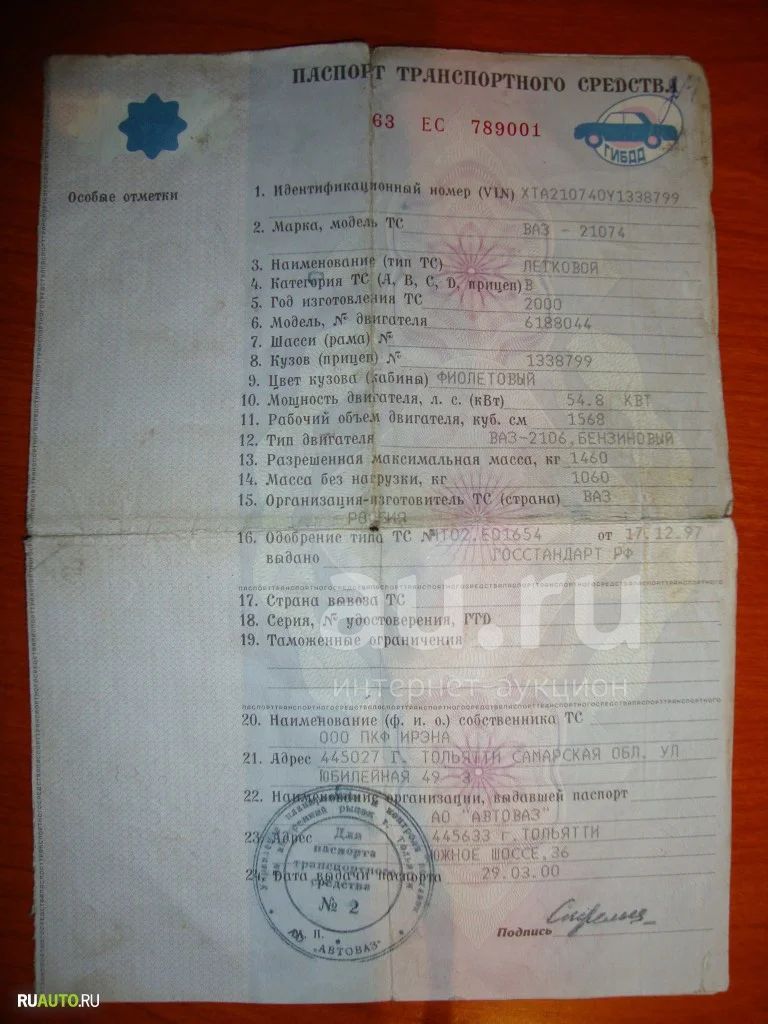 ПАСПОРТ ТРАНСПОРТНОГО СРЕДСТВА
63 ЕС 789001
ГИБДД
Особые отметки
1. Идентификационный номер (VIN) XTA210740Y1338799
2. Марка, модель ТС ВАЗ - 21074
3. Наименование (тип ТС) ЛЕГКОВОЙ
4. Категория ТС (А, В, С, D, прицеп) В
5. Год изготовления ТС 2000
6. Модель, № двигателя 6188044
7. Шасси (рама) №
8. Кузов (прицеп) № 1338799
9. Цвет кузова (кабины) ФИОЛЕТОВЫЙ
10. Мощность двигателя, л. с. (кВт) 54.8 КВТ
11. Рабочий объем двигателя, куб. см 1568
12. Тип двигателя ВАЗ-2106,БЕНЗИНОВЫЙ
13. Разрешенная максимальная масса, кг 1460
14. Масса без нагрузки, кг 1060
15. Организация-изготовитель ТС (страна) ВАЗ
РОССИЯ
16. Одобрение типа ТС № МТ02.Е01654 от 17.12.97
выдано ГОССТАНДАРТ РФ
17. Страна вывоза ТС
18. Серия, № удостоверения, ГТД
19. Таможенные ограничения
au.ru
интернет аукцион
20. Наименование (ф. и. о.) собственника ТС
ООО ПКФ ИРЭНА
21. Адрес 445027 Г. ТОЛЬЯТТИ САМАРСКАЯ ОБЛ. УЛ
ЮБИЛЕЙНАЯ 49 - 3
22. Наименование организации, выдавшей паспорт
АО "АВТОВАЗ"
23. Адрес 445633 г.ТОЛЬЯТТИ
ЮЖНОЕ ШОССЕ,36
24. Дата выдачи паспорта 29.03.00
Для
паспорта
транспортного
средства
№ 2
М. П.
"АВТОВАЗ"
Подпись
RUAUTO.RU